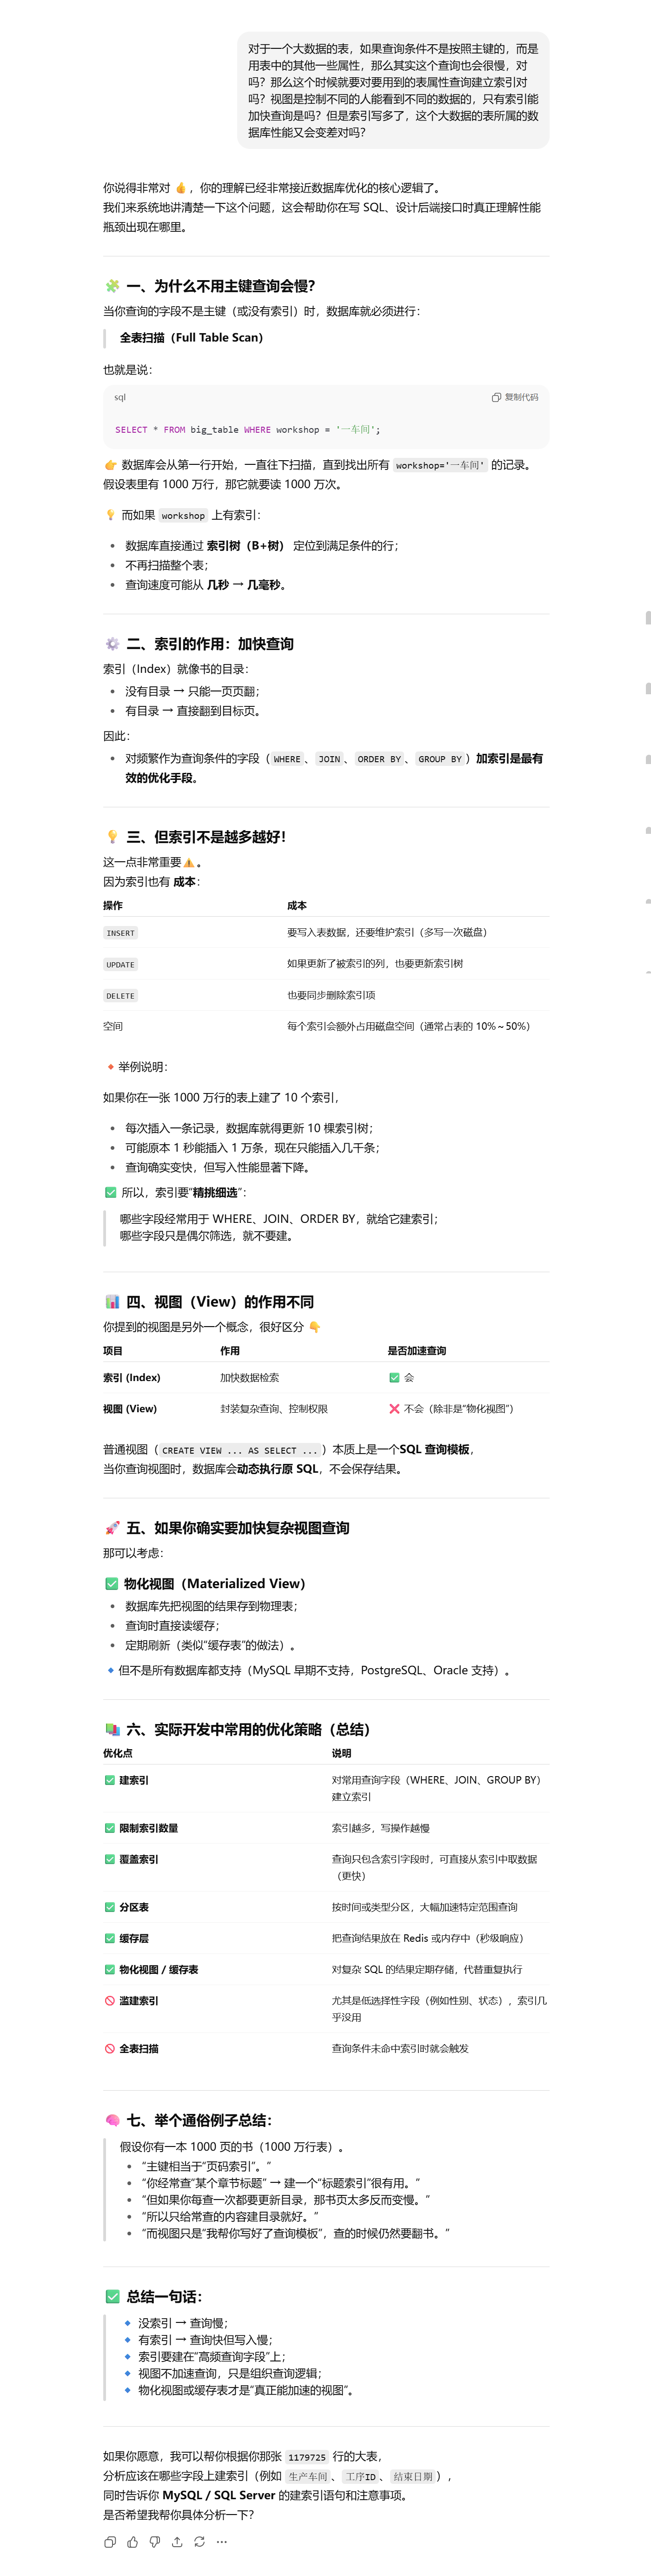 对于一个大数据的表，如果查询条件不是按照主键的，而是
用表中的其他一些属性，那么其实这个查询也会很慢，对
吗？那么这个时候就要对要用到的表属性查询建立索引对
吗？视图是控制不同的人能看到不同的数据的，只有索引能
加快查询是吗？但是索引写多了，这个大数据的表所属的数
据库性能又会变差对吗？
你说得非常对 👍，你的理解已经非常接近数据库优化的核心逻辑了。
我们来系统地讲清楚一下这个问题，这会帮助你在写 SQL、设计后端接口时真正理解性能
瓶颈出现在哪里。
🧩 一、为什么不用主键查询会慢？
当你查询的字段不是主键（或没有索引）时，数据库就必须进行：
全表扫描（Full Table Scan）
也就是说：
sql 复制代码
SELECT * FROM big_table WHERE workshop = '一车间';
👉 数据库会从第一行开始，一直往下扫描，直到找出所有 workshop='一车间' 的记录。
假设表里有 1000 万行，那它就要读 1000 万次。
💡 而如果 workshop 上有索引：
• 数据库直接通过 索引树（B+树） 定位到满足条件的行；
• 不再扫描整个表；
• 查询速度可能从 几秒 → 几毫秒。
⚙️ 二、索引的作用：加快查询
索引（Index）就像书的目录：
• 没有目录 → 只能一页页翻；
• 有目录 → 直接翻到目标页。
因此：
• 对频繁作为查询条件的字段（WHERE、JOIN、ORDER BY、GROUP BY）加索引是最有
效的优化手段。
💡 三、但索引不是越多越好！
这一点非常重要⚠️。
因为索引也有 成本：
操作 成本
INSERT 要写入表数据，还要维护索引（多写一次磁盘）
UPDATE 如果更新了被索引的列，也要更新索引树
DELETE 也要同步删除索引项
空间 每个索引会额外占用磁盘空间（通常占表的 10%～50%）
🔸举例说明：
如果你在一张 1000 万行的表上建了 10 个索引，
• 每次插入一条记录，数据库就得更新 10 棵索引树；
• 可能原本 1 秒能插入 1 万条，现在只能插入几千条；
• 查询确实变快，但写入性能显著下降。
✅ 所以，索引要“精挑细选”：
哪些字段经常用于 WHERE、JOIN、ORDER BY，就给它建索引；
哪些字段只是偶尔筛选，就不要建。
📊 四、视图（View）的作用不同
你提到的视图是另外一个概念，很好区分 👇
项目 作用 是否加速查询
索引 (Index) 加快数据检索 ✅ 会
视图 (View) 封装复杂查询、控制权限 ❌ 不会（除非是“物化视图”）
普通视图（CREATE VIEW ... AS SELECT ...）本质上是一个SQL 查询模板，
当你查询视图时，数据库会动态执行原 SQL，不会保存结果。
🚀 五、如果你确实要加快复杂视图查询
那可以考虑：
✅ 物化视图（Materialized View）
• 数据库先把视图的结果存到物理表；
• 查询时直接读缓存；
• 定期刷新（类似“缓存表”的做法）。
🔹但不是所有数据库都支持（MySQL 早期不支持，PostgreSQL、Oracle 支持）。
📚 六、实际开发中常用的优化策略（总结）
优化点 说明
✅ 建索引 对常用查询字段（WHERE、JOIN、GROUP BY）
建立索引
✅ 限制索引数量 索引越多，写操作越慢
✅ 覆盖索引 查询只包含索引字段时，可直接从索引中取数据
（更快）
✅ 分区表 按时间或类型分区，大幅加速特定范围查询
✅ 缓存层 把查询结果放在 Redis 或内存中（秒级响应）
✅ 物化视图 / 缓存表 对复杂 SQL 的结果定期存储，代替重复执行
🚫 滥建索引 尤其是低选择性字段（例如性别、状态），索引几
乎没用
🚫 全表扫描 查询条件未命中索引时就会触发
🧠 七、举个通俗例子总结：
假设你有一本 1000 页的书（1000 万行表）。
• “主键相当于“页码索引”。”
• “你经常查“某个章节标题” → 建一个“标题索引”很有用。”
• “但如果你每查一次都要更新目录，那书页太多反而变慢。”
• “所以只给常查的内容建目录就好。”
• “而视图只是“我帮你写好了查询模板”，查的时候仍然要翻书。”
✅ 总结一句话：
🔹 没索引 → 查询慢；
🔹 有索引 → 查询快但写入慢；
🔹 索引要建在“高频查询字段”上；
🔹 视图不加速查询，只是组织查询逻辑；
🔹 物化视图或缓存表才是“真正能加速的视图”。
如果你愿意，我可以帮你根据你那张 1179725 行的大表，
分析应该在哪些字段上建索引（例如 生产车间、工序ID、结束日期），
同时告诉你 MySQL / SQL Server 的建索引语句和注意事项。
是否希望我帮你具体分析一下？